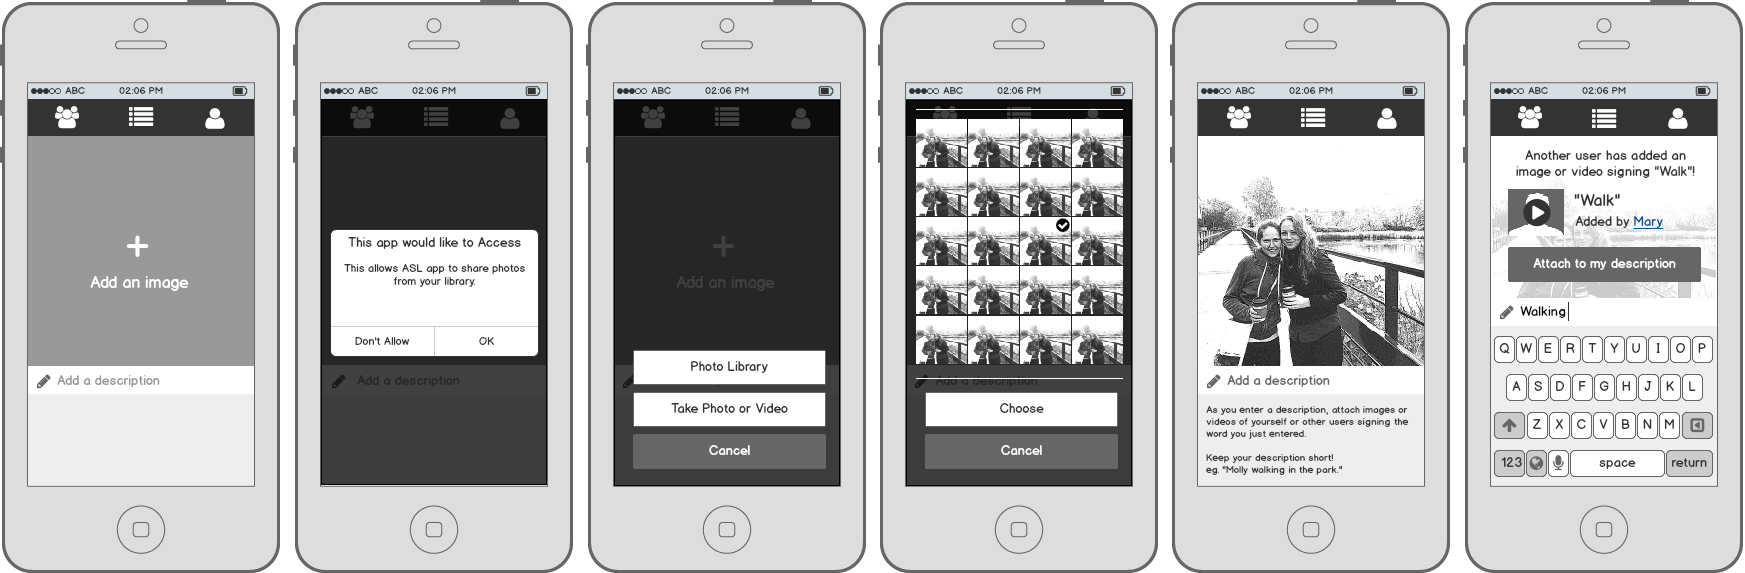 ABC 02:06 PM
Add an image
Add a description
ABC 02:06 PM
This app would like to Access
This allows ASL app to share photos
from your library.
Don't Allow OK
Add a description
ABC 02:06 PM
Add an image
Photo Library
Take Photo or Video
Cancel
ABC 02:06 PM
Add a description
Choose
Cancel
ABC 02:06 PM
Add a description
As you enter a description, attach images or
videos of yourself or other users signing the
word you just entered.
Keep your description short!
eg. "Molly walking in the park."
ABC 02:06 PM
Another user has added an
image or video signing "Walk"!
"Walk"
Added by Mary
Attach to my description
Walking
Q W E R T Y U I O P
A S D F G H J K L
Z X C V B N M
123 space return